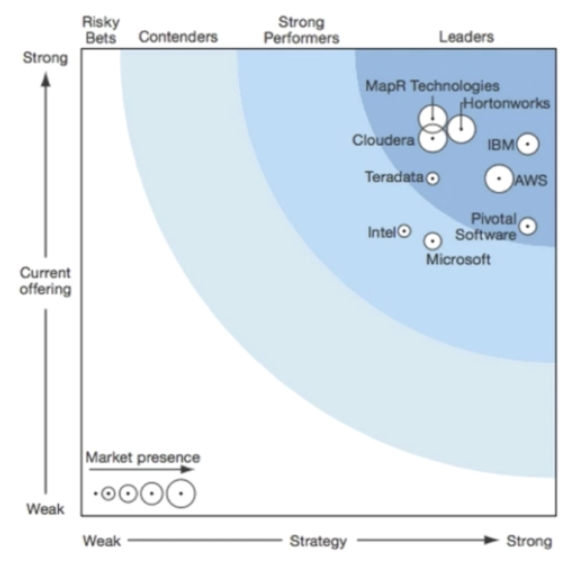 Risky
Bets
Contenders
Strong
Performers
Leaders
Strong
MapR Technologies
Hortonworks
Cloudera
IBM
Teradata
AWS
Pivotal
Software
Intel
Microsoft
Current
offering
Market presence
Weak
Weak
Strategy
Strong